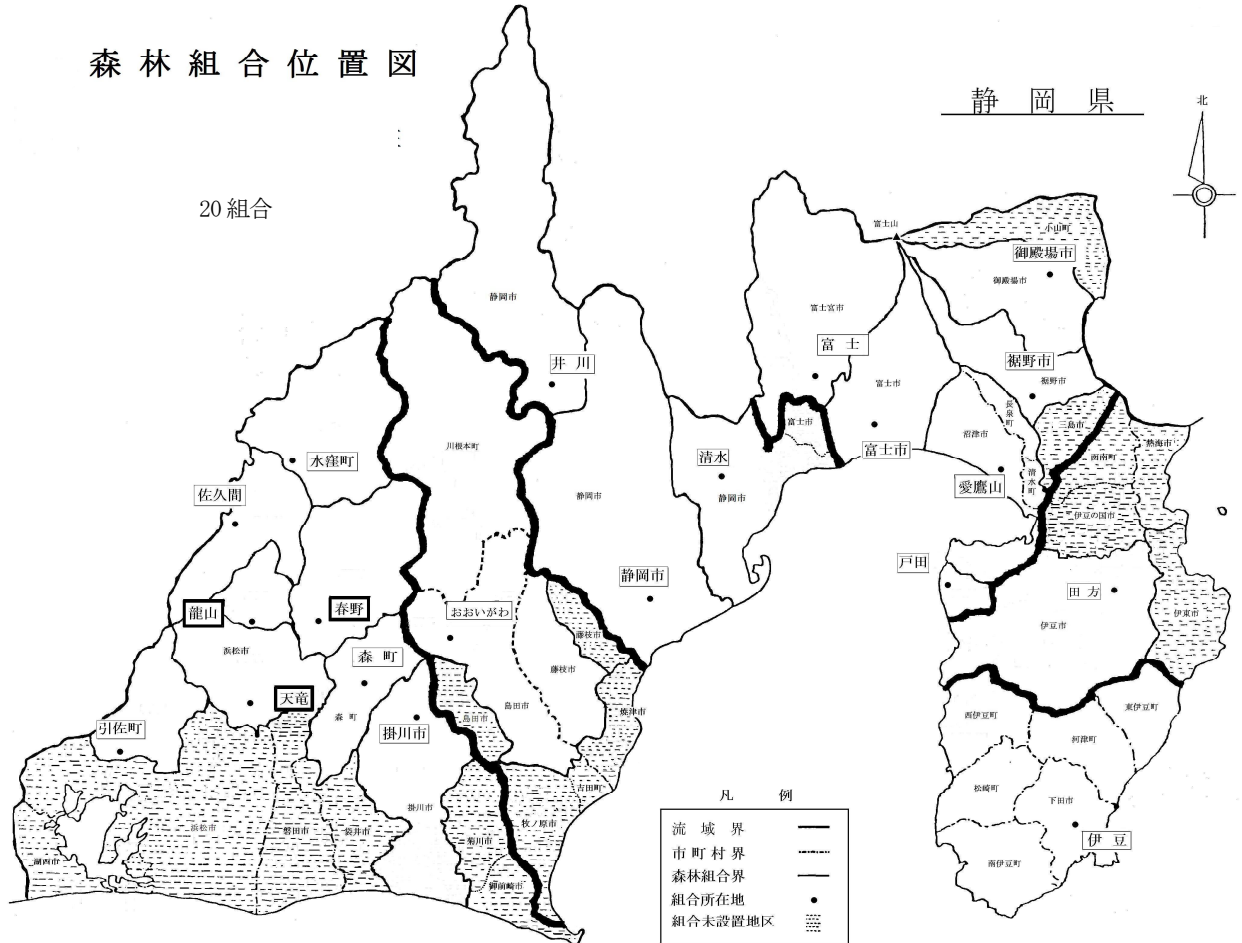 森林組合位置図
静岡県
北
20組合
富士山
小山町
御殿場市
御殿場市
静岡市
富士宮市
富士
裾野市
裾野市
井川
富士市
長泉町
川根本町
富士市
沼津市
三島市
熱海市
函南町
水窪町
清水
富士市
清水町
佐久間
静岡市
静岡市
愛鷹山
伊豆の国市
静岡市
戸田
田方
龍山
春野
おおいがわ
藤枝市
伊豆市
伊東市
浜松市
森町
藤枝市
天竜
島田市
焼津市
引佐町
森町
掛川市
島田市
西伊豆町
東伊豆町
河津町
吉田町
松崎町
下田市
浜松市
磐田市
袋井市
掛川市
菊川市
牧ノ原市
湖西市
御前崎市
伊豆
南伊豆町
凡例
流域界
市町村界
森林組合界
組合所在地
組合未設置地区